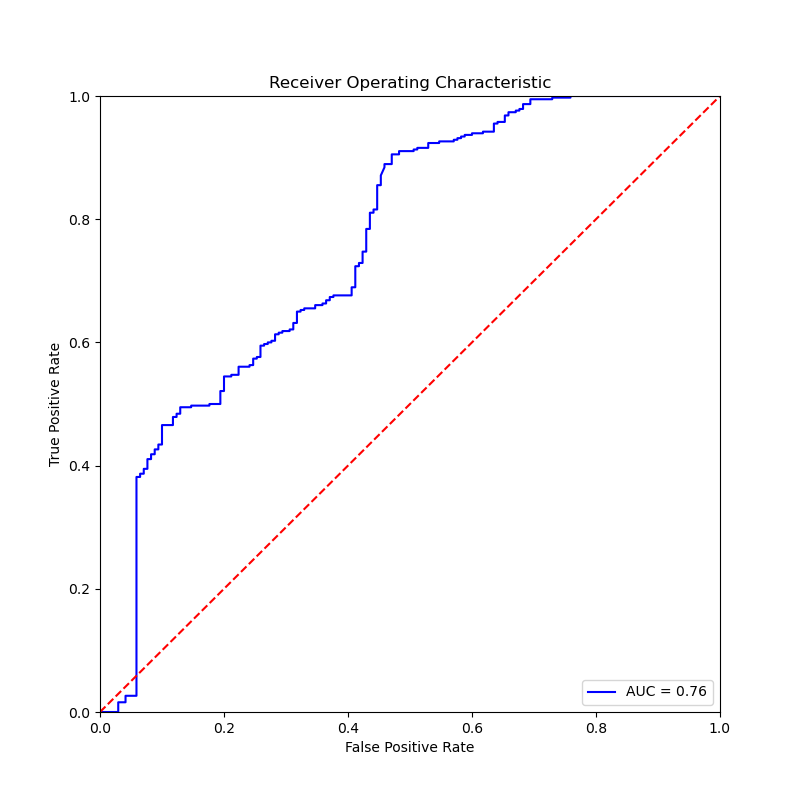 Receiver Operating Characteristic
1.0
0.8
0.6
0.4
0.2
0.0
True Positive Rate
AUC = 0.76
0.0 0.2 0.4 0.6 0.8 1.0
False Positive Rate